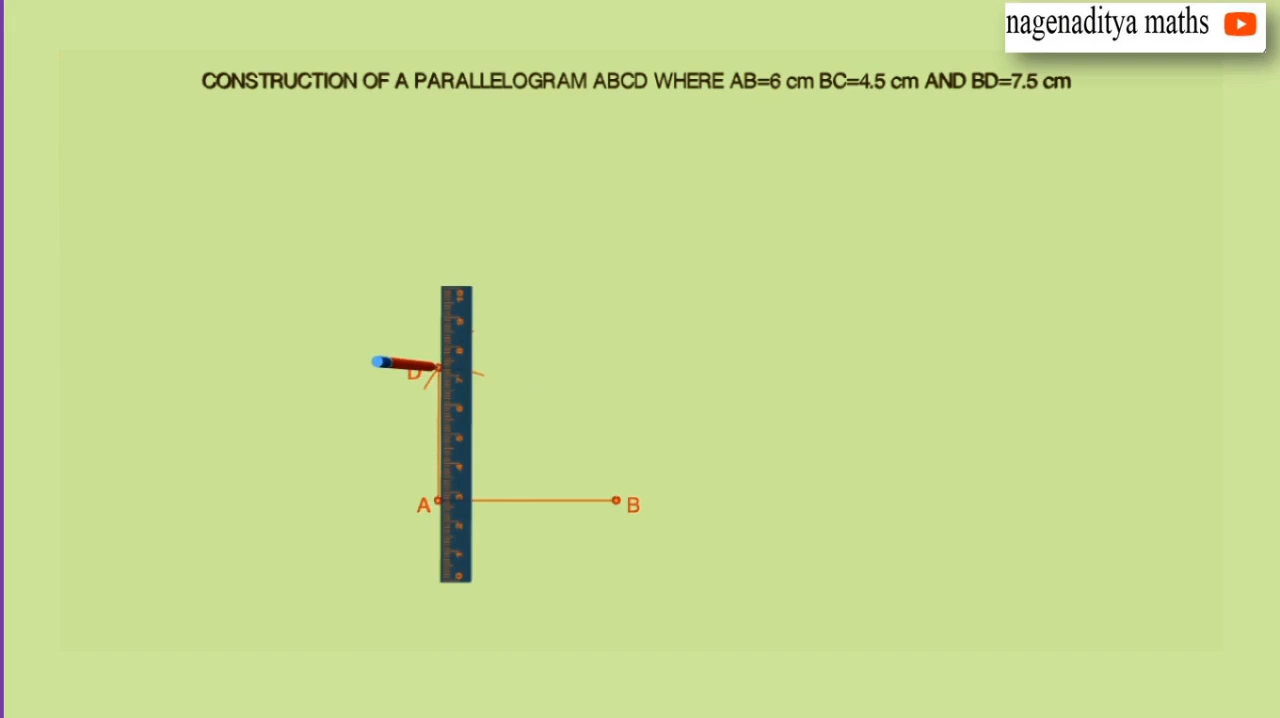 nagenaditya maths
CONSTRUCTION OF A PARALLELOGRAM ABCD WHERE AB=6 cm BC=4.5 cm AND BD=7.5 cm
D
A
B